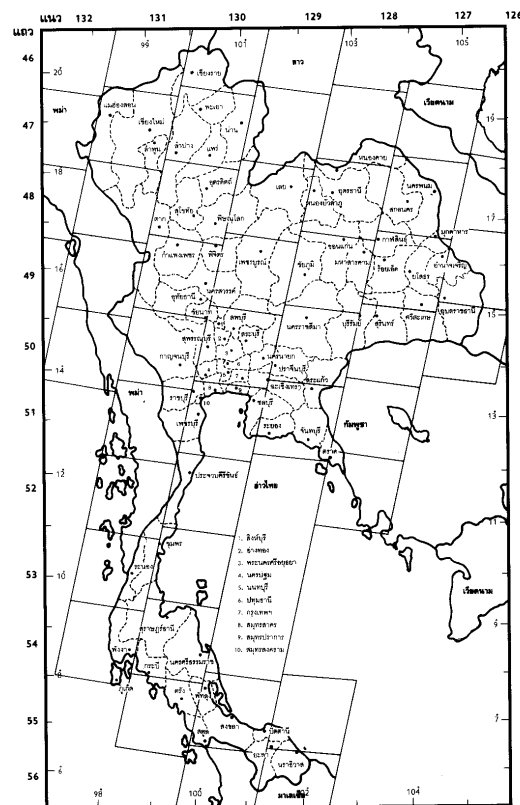 แนว 132 131 130 129 128 127 126
แถว
99 101 103 105
46
20
เชียงราย
ลาว
พม่า
แม่ฮ่องสอน
พะเยา
เวียดนาม
47
เชียงใหม่
น่าน
19
ลำพูน
ลำปาง
แพร่
18
หนองคาย
อุตรดิตถ์
เลย
อุดรธานี
นครพนม
48
หนองบัวลำภู
สกลนคร
สุโขทัย
17
ตาก
พิษณุโลก
มุกดาหาร
ขอนแก่น
กาฬสินธุ์
กำแพงเพชร
พิจิตร
เพชรบูรณ์
ชัยภูมิ
มหาสารคาม
ร้อยเอ็ด
อำนาจเจริญ
16
49
ยโสธร
นครสวรรค์
อุทัยธานี
ชัยนาท
ลพบุรี
นครราชสีมา
บุรีรัมย์
สุรินทร์
ศรีสะเกษ
อุบลราชธานี
15
50
สุพรรณบุรี
สระบุรี
กาญจนบุรี
นครนายก
14
ปราจีนบุรี
สระแก้ว
ฉะเชิงเทรา
51
พม่า
ราชบุรี
10
ชลบุรี
กัมพูชา
13
เพชรบุรี
ระยอง
จันทบุรี
ตราด
12
ประจวบคีรีขันธ์
52
อ่าวไทย
11
1. สิงห์บุรี
ชุมพร
2. อ่างทอง
3. พระนครศรีอยุธยา
ระนอง
4. นครปฐม
53
10
5. นนทบุรี
เวียดนาม
6. ปทุมธานี
7. กรุงเทพฯ
สุราษฎร์ธานี
8. สมุทรสาคร
9
9. สมุทรปราการ
54
พังงา
นครศรีธรรมราช
10. สมุทรสงคราม
กระบี่
8
ภูเก็ต
ตรัง
พัทลุง
55
สงขลา
ปัตตานี
7
สตูล
ยะลา
นราธิวาส
56
6
98 100 มาเลเซีย 102 104